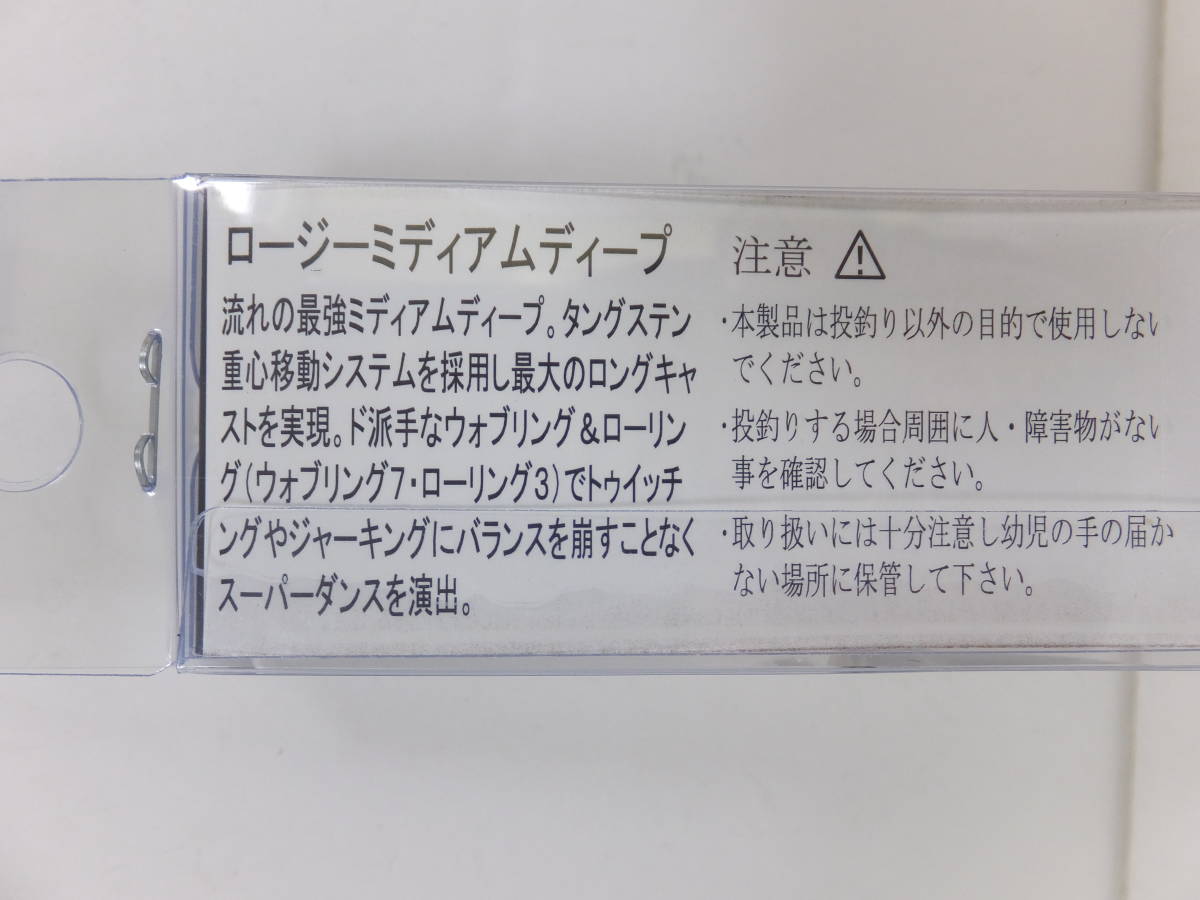 ロージーミディアムディープ
流れの最強ミディアムディープ。タングステン
重心移動システムを採用し最大のロングキャ
ストを実現。ド派手なウォブリング＆ローリン
グ（ウォブリング7・ローリング3）でトゥイッチ
ングやジャーキングにバランスを崩すことなく
スーパーダンスを演出。
注意
・本製品は投釣り以外の目的で使用しない
でください。
・投釣りする場合周囲に人・障害物がない
事を確認してください。
・取り扱いには十分注意し幼児の手の届か
ない場所に保管して下さい。